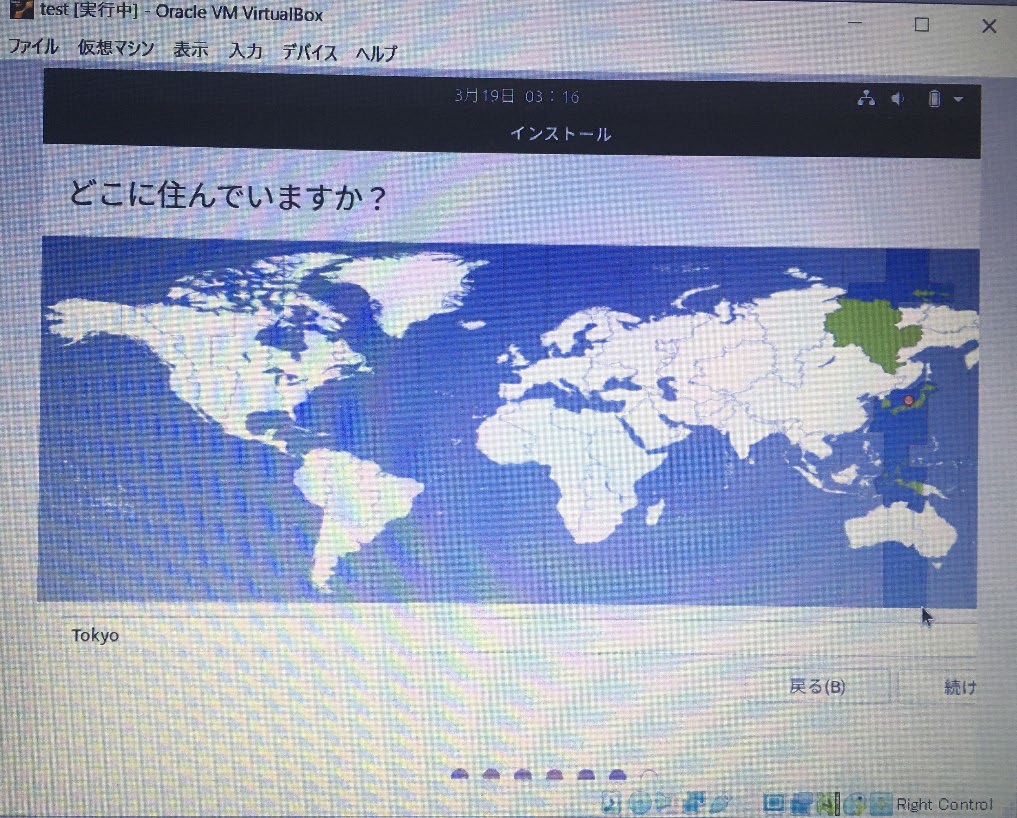 test [実行中] - Oracle VM VirtualBox
ファイル 仮想マシン 表示 入力 デバイス ヘルプ
3月19日 03：16
インストール
どこに住んでいますか？
Tokyo
戻る(B) 続け
Right Control